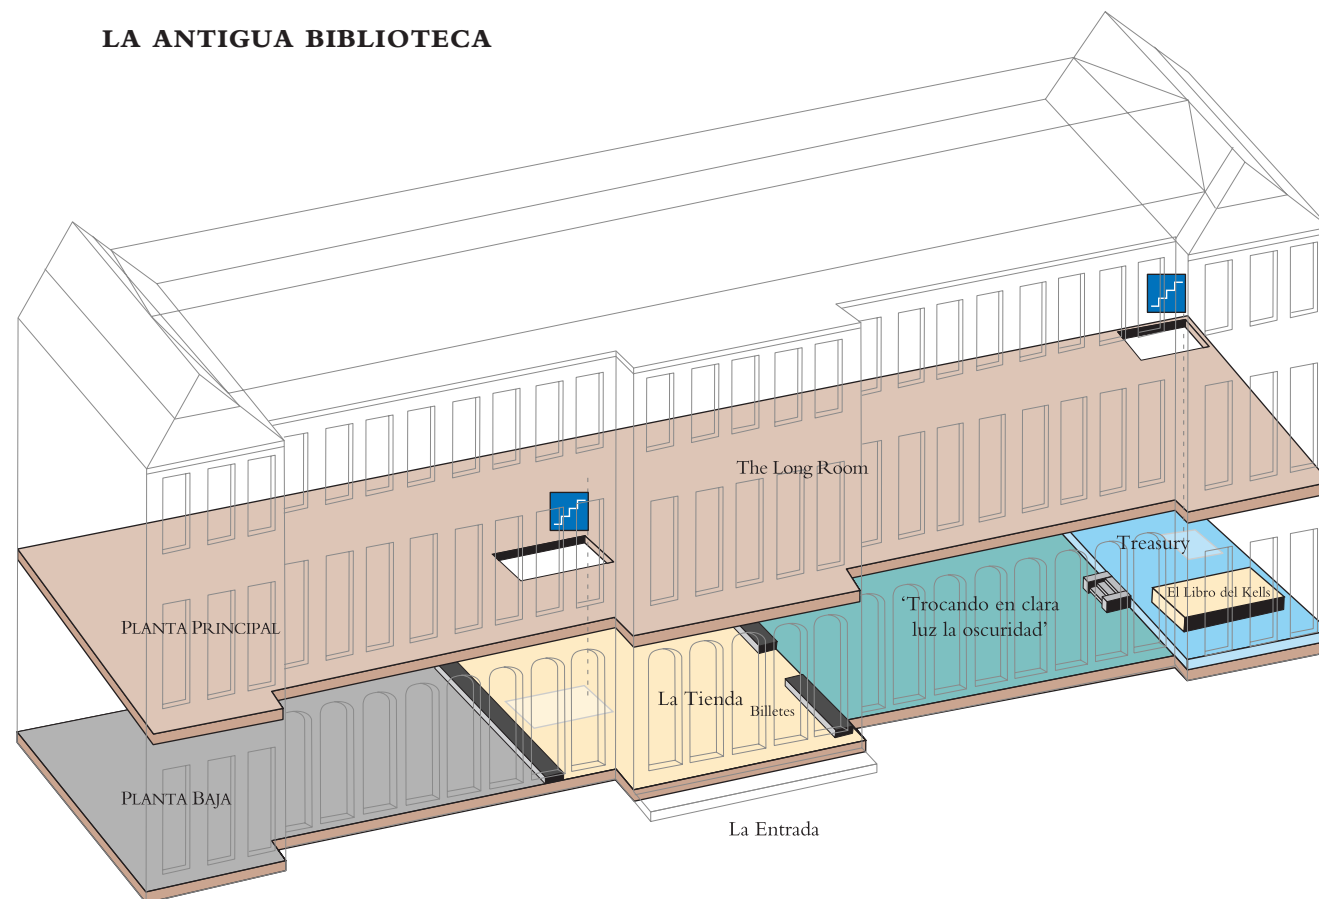 LA ANTIGUA BIBLIOTECA
The Long Room
Treasury
El Libro del Kells
‘Trocando en clara
luz la oscuridad’
PLANTA PRINCIPAL
La Tienda
Billetes
PLANTA BAJA
La Entrada